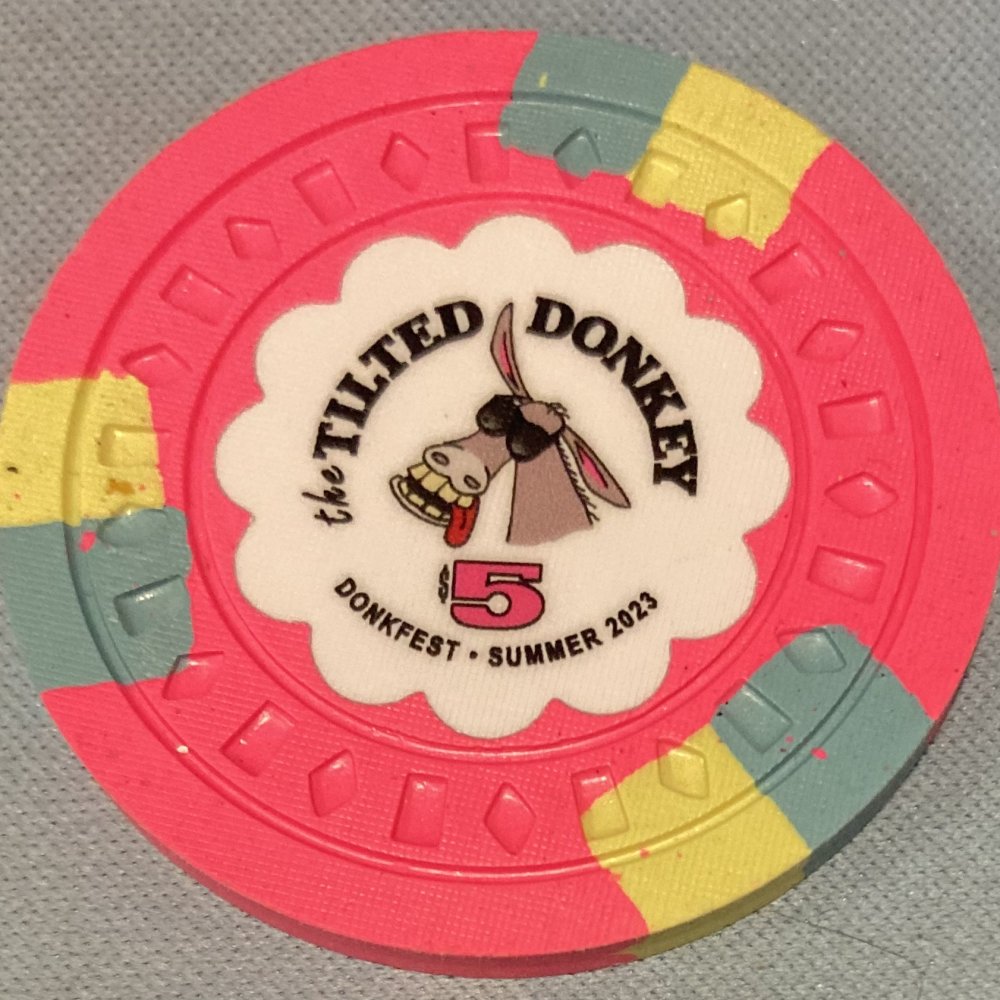 the TILTED DONKEY
$5
DONKFEST • SUMMER 2023